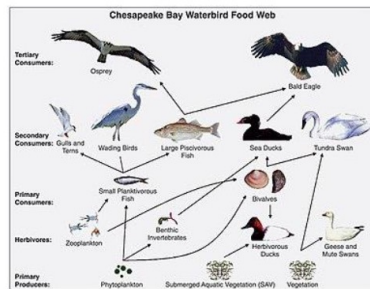 Chesapeake Bay Waterbird Food Web
Tertiary
Consumers:
Osprey
Bald Eagle
Secondary
Consumers:
Gulls and
Terns
Wading Birds
Large Piscivorous
Fish
Sea Ducks
Tundra Swan
Primary
Consumers:
Small Planktivorous
Fish
Bivalves
Herbivores:
Zooplankton
Benthic
Invertebrates
Herbivorous
Ducks
Geese and
Mute Swans
Primary
Producers:
Phytoplankton
Submerged Aquatic Vegetation (SAV)
Vegetation